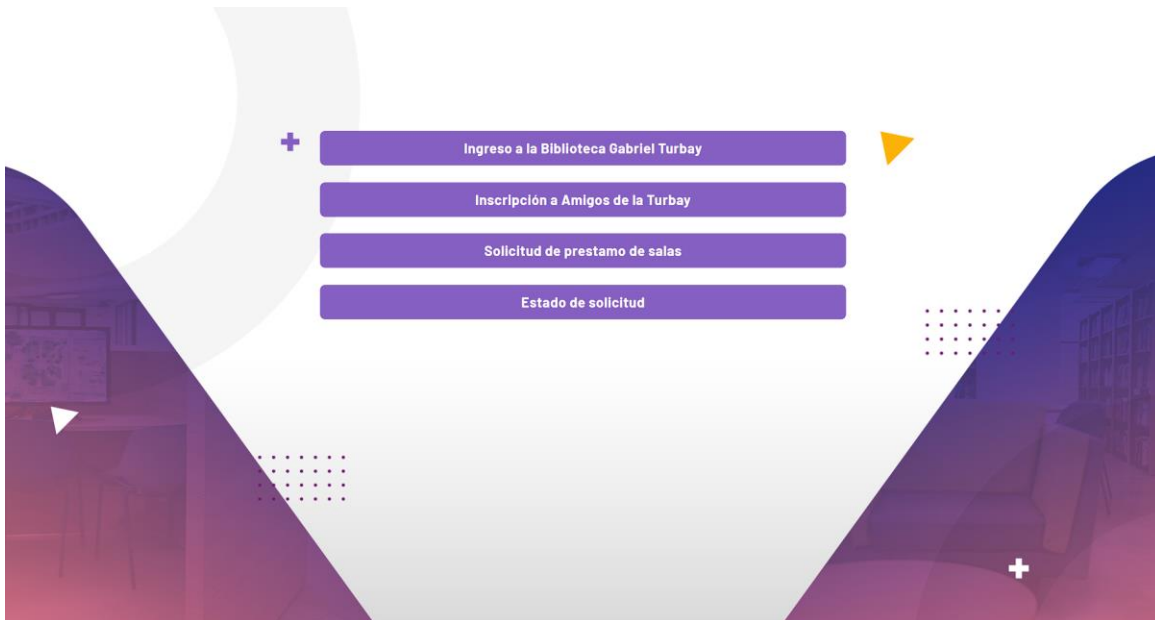 Ingreso a la Biblioteca Gabriel Turbay
Inscripción a Amigos de la Turbay
Solicitud de prestamo de salas
Estado de solicitud